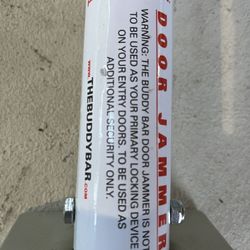 DOOR JAMMER
WARNING: THE BUDDY BAR DOOR JAMMER IS NOT
TO BE USED AS YOUR PRIMARY LOCKING DEVICE
ON YOUR ENTRY DOORS. TO BE USED AS
ADDITIONAL SECURITY ONLY.
www.THEBUDDYBAR.com